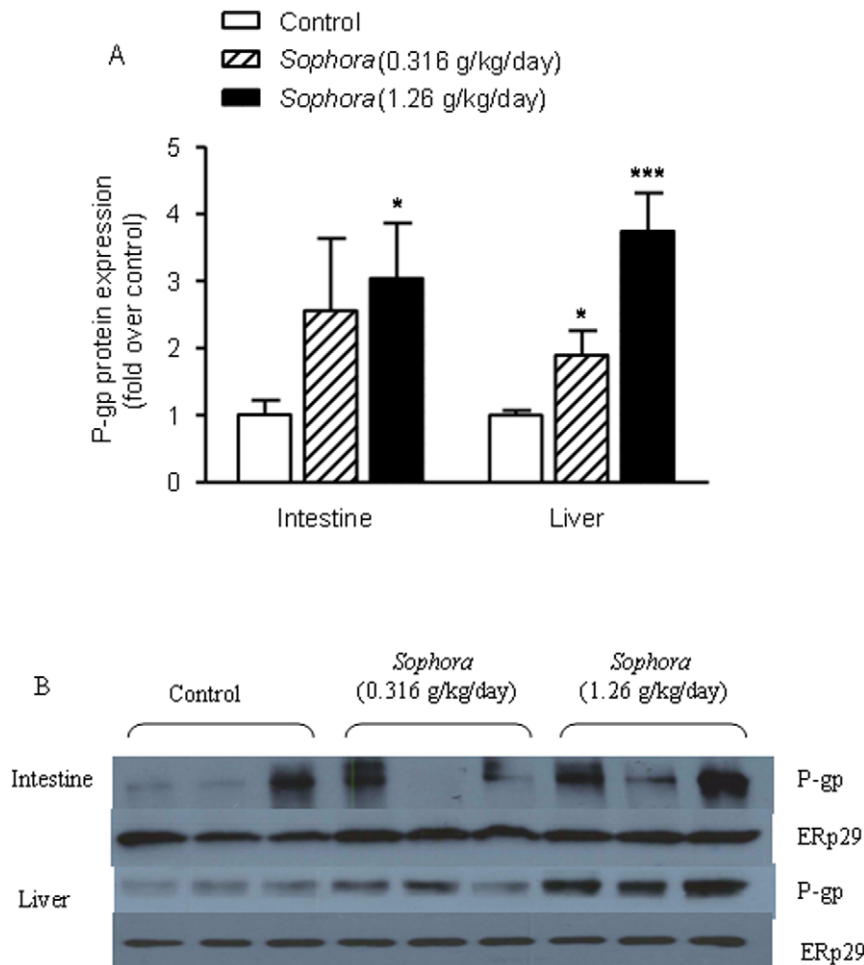 A
Control
Sophora (0.316 g/kg/day)
Sophora (1.26 g/kg/day)
P-gp protein expression
(fold over control)
5
4
3
2
1
0
*
*
***
Intestine
Liver
B
Control
Sophora
(0.316 g/kg/day)
Sophora
(1.26 g/kg/day)
Intestine
P-gp
ERp29
Liver
P-gp
ERp29